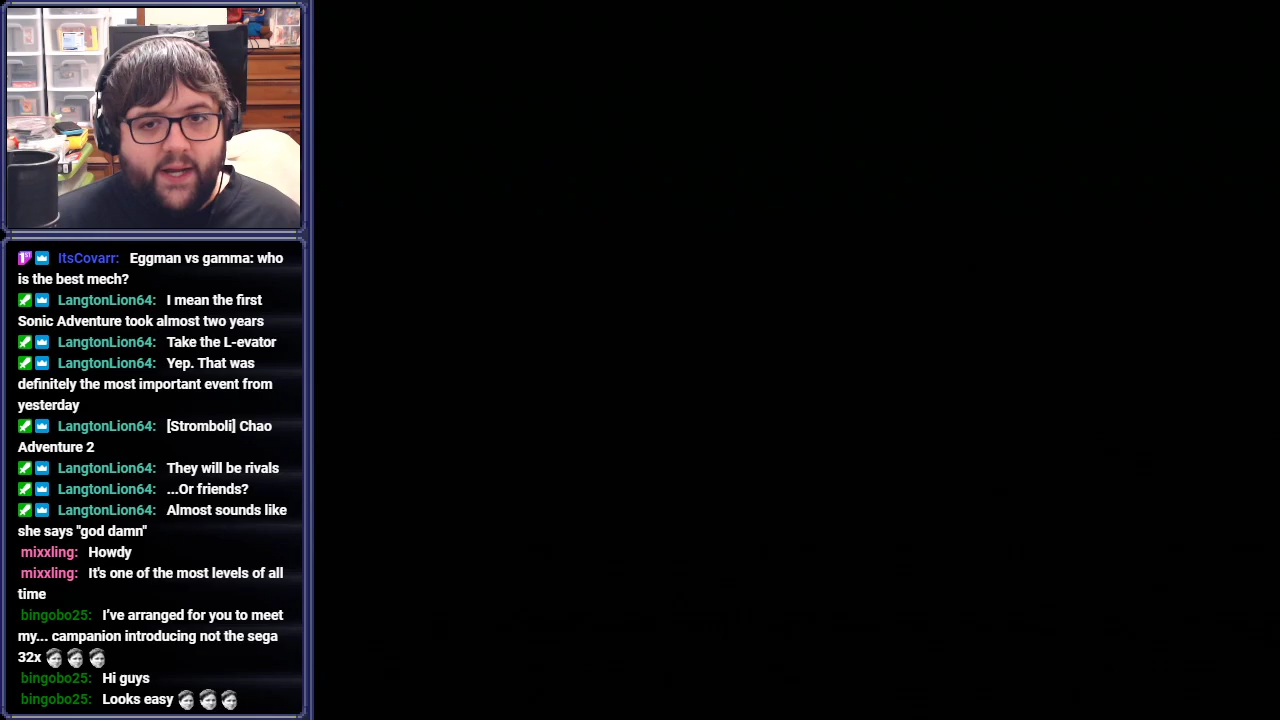 ItsCovarr: Eggman vs gamma: who
is the best mech?
LangtonLion64: I mean the first
Sonic Adventure took almost two years
LangtonLion64: Take the L-evator
LangtonLion64: Yep. That was
definitely the most important event from
yesterday
LangtonLion64: [Stromboli] Chao
Adventure 2
LangtonLion64: They will be rivals
LangtonLion64: ...Or friends?
LangtonLion64: Almost sounds like
she says "god damn"
mixxling: Howdy
mixxling: It's one of the most levels of all
time
bingobo25: I’ve arranged for you to meet
my... campanion introducing not the sega
32x
bingobo25: Hi guys
bingobo25: Looks easy